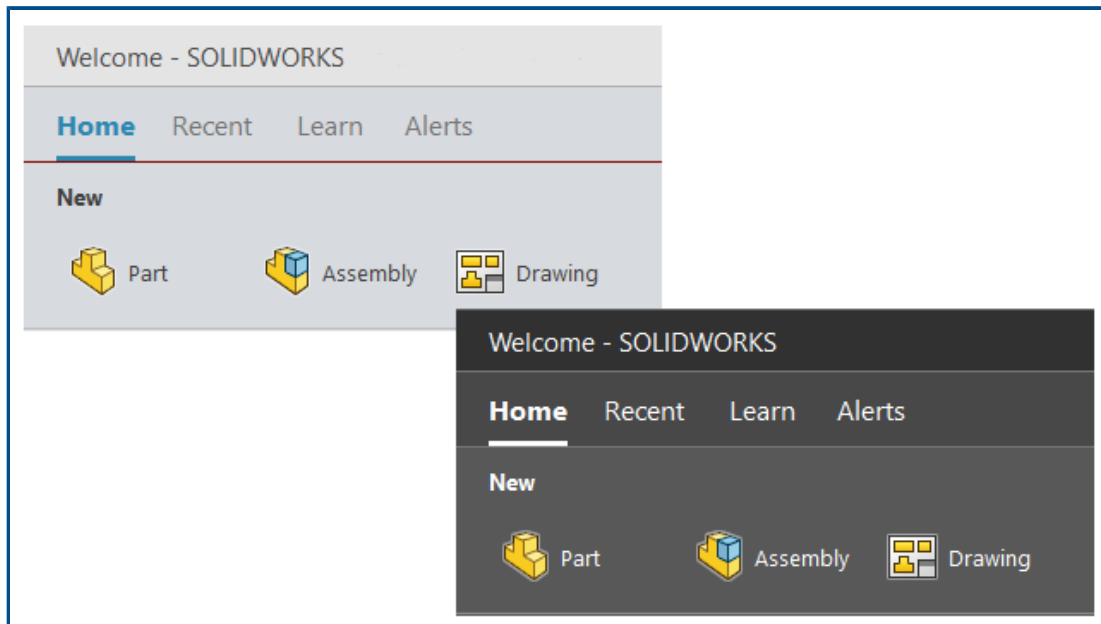 Welcome - SOLIDWORKS
Home Recent Learn Alerts
New
Part Assembly Drawing
Welcome - SOLIDWORKS
Home Recent Learn Alerts
New
Part Assembly Drawing